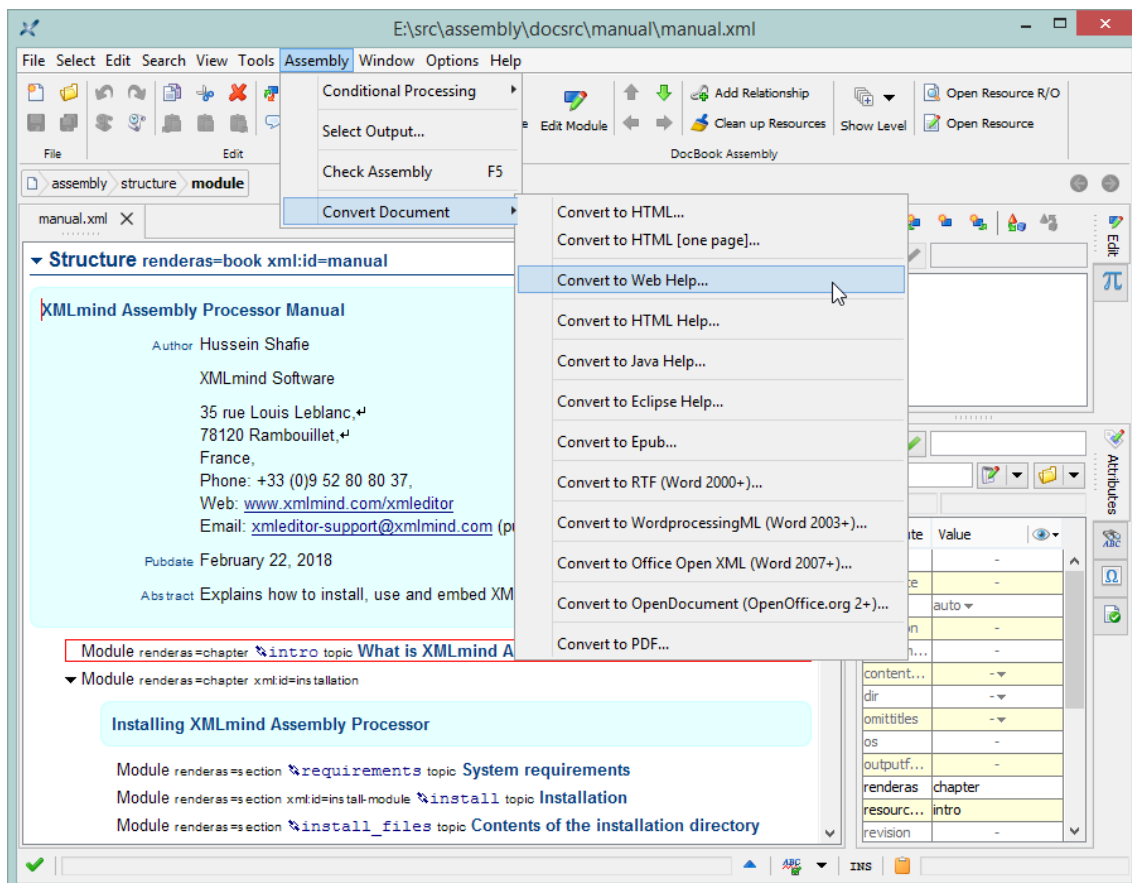 E:\src\assembly\docsrc\manual\manual.xml
File Select Edit Search View Tools Assembly Window Options Help
Conditional Processing
Select Output...
Check Assembly F5
Convert Document
Edit Module
Add Relationship
Clean up Resources
Show Level
Open Resource R/O
Open Resource
File
Edit
DocBook Assembly
assembly structure module
manual.xml
Convert to HTML...
Convert to HTML [one page]...
Convert to Web Help...
Convert to HTML Help...
Convert to Java Help...
Convert to Eclipse Help...
Convert to Epub...
Convert to RTF (Word 2000+)...
Convert to WordprocessingML (Word 2003+)...
Convert to Office Open XML (Word 2007+)...
Convert to OpenDocument (OpenOffice.org 2+)...
Convert to PDF...
Structure renderas=book xml:id=manual
XMLmind Assembly Processor Manual
Author Hussein Shafie
XMLmind Software
35 rue Louis Leblanc,↵
78120 Rambouillet,↵
France,
Phone: +33 (0)9 52 80 80 37,
Web: www.xmlmind.com/xmleditor
Email: xmleditor-support@xmlmind.com
Pubdate February 22, 2018
Abstract Explains how to install, use and embed XM
Module renderas=chapter intro topic What is XMLmind A
Module renderas=chapter xml:id=installation
Installing XMLmind Assembly Processor
Module renderas=section requirements topic System requirements
Module renderas=section xml:id=install-module install topic Installation
Module renderas=section install_files topic Contents of the installation directory
Edit
π
Attributes
ABC
Ω
Value
-
-
auto
-
-
content... -
dir -
omittitles -
os -
outputf... -
renderas chapter
resourc... intro
revision -
ABC
INS